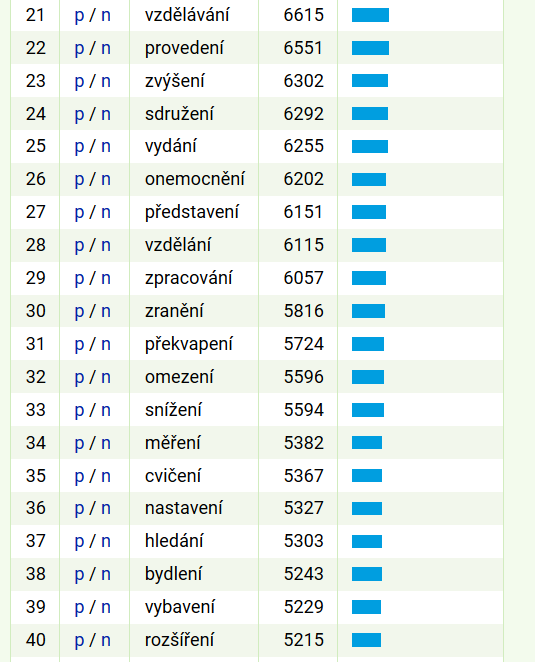 21 p / n vzdělávání 6615
22 p / n provedení 6551
23 p / n zvýšení 6302
24 p / n sdružení 6292
25 p / n vydání 6255
26 p / n onemocnění 6202
27 p / n představení 6151
28 p / n vzdělání 6115
29 p / n zpracování 6057
30 p / n zranění 5816
31 p / n překvapení 5724
32 p / n omezení 5596
33 p / n snížení 5594
34 p / n měření 5382
35 p / n cvičení 5367
36 p / n nastavení 5327
37 p / n hledání 5303
38 p / n bydlení 5243
39 p / n vybavení 5229
40 p / n rozšíření 5215